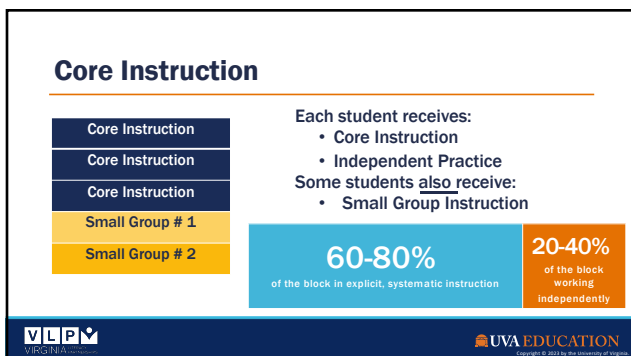 Core Instruction
Core Instruction
Core Instruction
Core Instruction
Small Group # 1
Small Group # 2
Each student receives:
• Core Instruction
• Independent Practice
Some students also receive:
• Small Group Instruction
60-80%
of the block in explicit, systematic instruction
20-40%
of the block
working
independently
VLP
VIRGINIA
UVA EDUCATION
Copyright © 2023 by the University of Virginia.